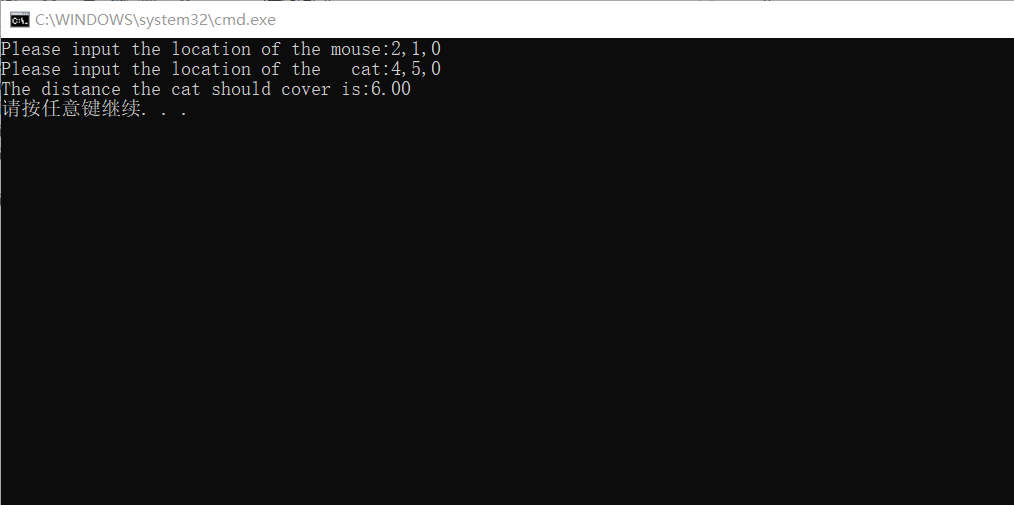 C:\WINDOWS\system32\cmd.exe
Please input the location of the mouse:2,1,0
Please input the location of the   cat:4,5,0
The distance the cat should cover is:6.00
请按任意键继续. . .